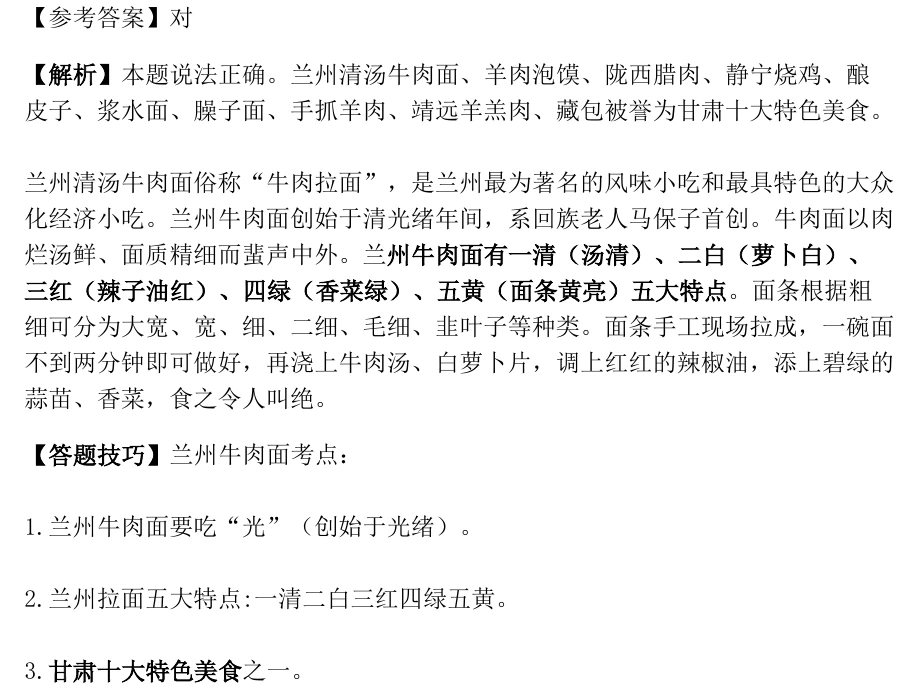 【参考答案】对
【解析】本题说法正确。兰州清汤牛肉面、羊肉泡馍、陇西腊肉、静宁烧鸡、酿
皮子、浆水面、臊子面、手抓羊肉、靖远羊羔肉、藏包被誉为甘肃十大特色美食。
兰州清汤牛肉面俗称“牛肉拉面”，是兰州最为著名的风味小吃和最具特色的大众
化经济小吃。兰州牛肉面创始于清光绪年间，系回族老人马保子首创。牛肉面以肉
烂汤鲜、面质精细而蜚声中外。兰州牛肉面有一清（汤清）、二白（萝卜白）、
三红（辣子油红）、四绿（香菜绿）、五黄（面条黄亮）五大特点。面条根据粗
细可分为大宽、宽、细、二细、毛细、韭叶子等种类。面条手工现场拉成，一碗面
不到两分钟即可做好，再浇上牛肉汤、白萝卜片，调上红红的辣椒油，添上碧绿的
蒜苗、香菜，食之令人叫绝。
【答题技巧】兰州牛肉面考点：
1.兰州牛肉面要吃“光”（创始于光绪）。
2.兰州拉面五大特点:一清二白三红四绿五黄。
3.甘肃十大特色美食之一。